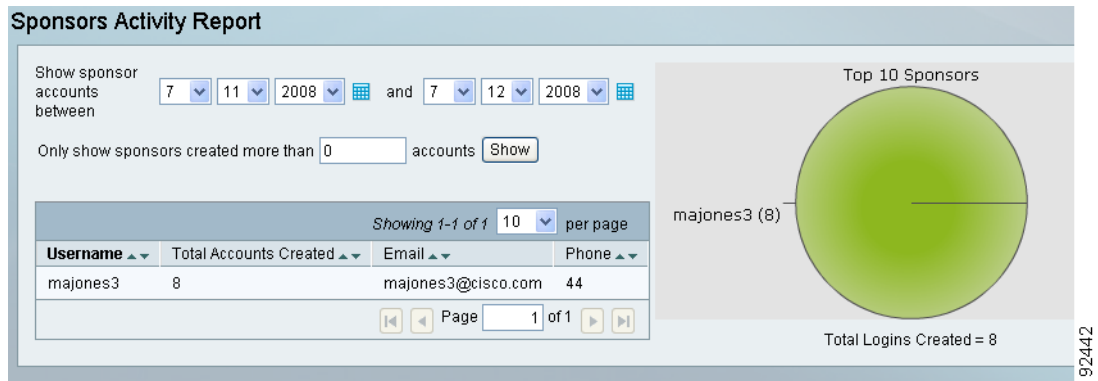 Sponsors Activity Report
Show sponsor
accounts
between
7 11 2008 and 7 12 2008
Only show sponsors created more than 0 accounts Show
Showing 1-1 of 1 10 per page
Username Total Accounts Created Email Phone
majones3 8 majones3@cisco.com 44
Page 1 of 1
Top 10 Sponsors
majones3 (8)
Total Logins Created = 8
92442